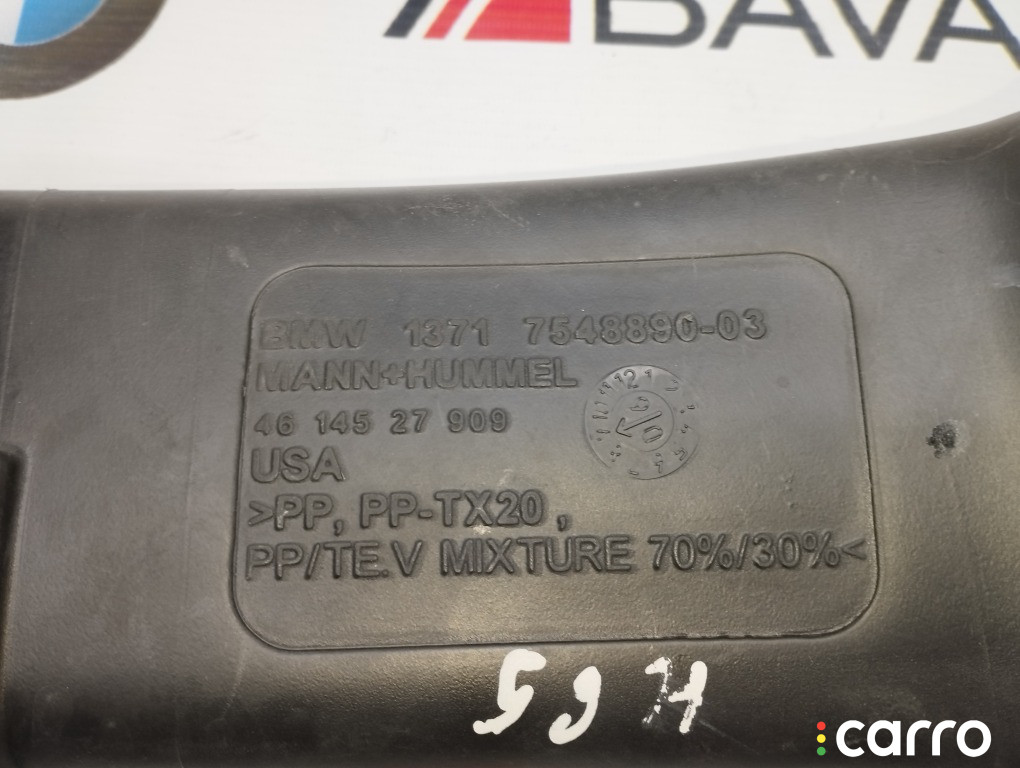 BAVA
BMW 1371 7548890-03
MANN+HUMMEL
46 145 27 909
USA
>PP, PP-TX20 ,
PP/TE.V MIXTURE 70%/30%<
carro